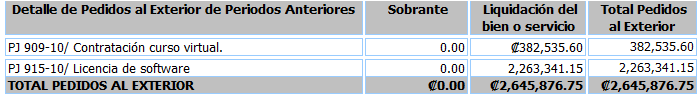 Detalle de Pedidos al Exterior de Periodos Anteriores Sobrante Liquidación del bien o servicio Total Pedidos al Exterior
PJ 909-10/ Contratación curso virtual. 0.00 ₡382,535.60 382,535.60
PJ 915-10/ Licencia de software 0.00 2,263,341.15 2,263,341.15
TOTAL PEDIDOS AL EXTERIOR ₡0.00 ₡2,645,876.75 ₡2,645,876.75